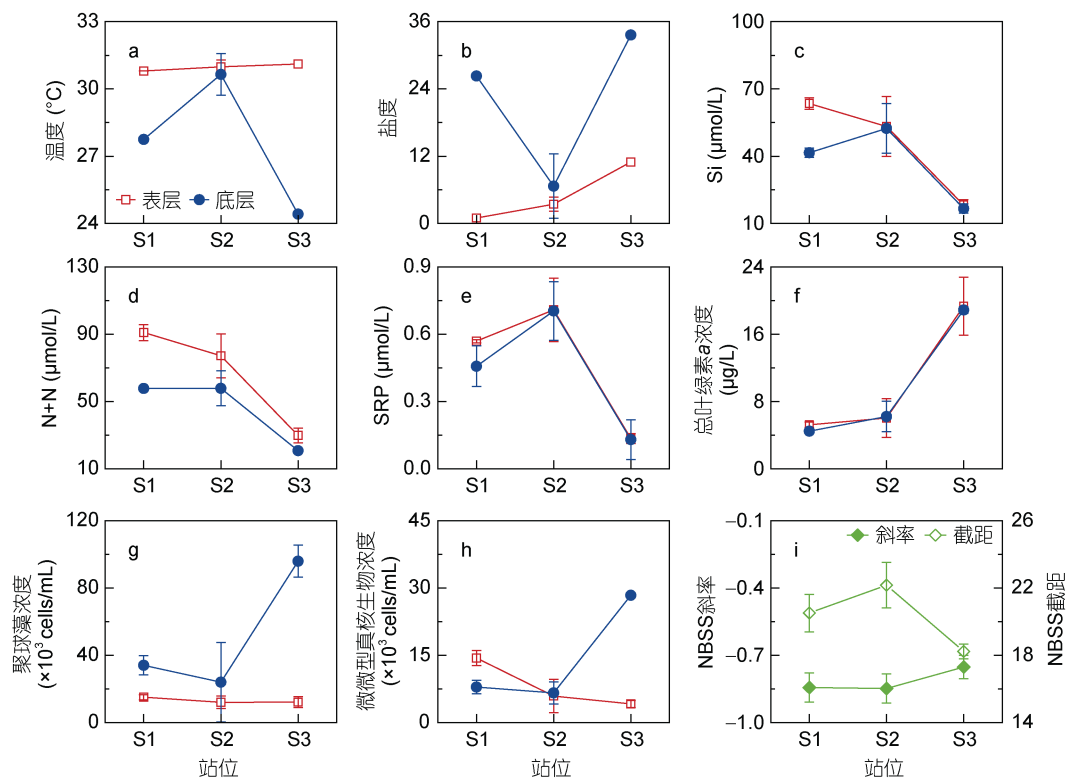 33
30
27
24
温度 (°C)
a
表层
底层
S1 S2 S3
36
24
12
0
盐度
b
S1 S2 S3
100
70
40
10
Si (μmol/L)
c
S1 S2 S3
130
90
50
10
N+N (μmol/L)
d
S1 S2 S3
0.9
0.6
0.3
0.0
SRP (μmol/L)
e
S1 S2 S3
24
16
8
0
总叶绿素a浓度
(μg/L)
f
S1 S2 S3
120
80
40
0
聚球藻浓度
(×10³ cells/mL)
g
S1 S2 S3
站位
45
30
15
0
微微型真核生物浓度
(×10³ cells/mL)
h
S1 S2 S3
站位
–0.1
–0.4
–0.7
–1.0
NBSS斜率
i
斜率
截距
26
22
18
14
NBSS截距
S1 S2 S3
站位